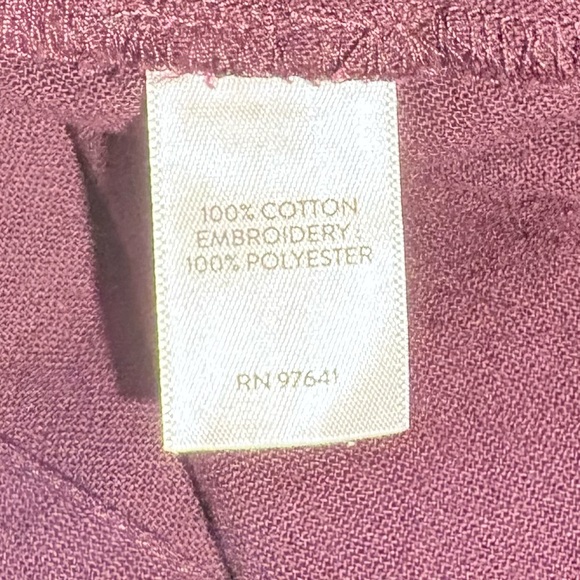 100% COTTON
EMBROIDERY:
100% POLYESTER
RN 97641